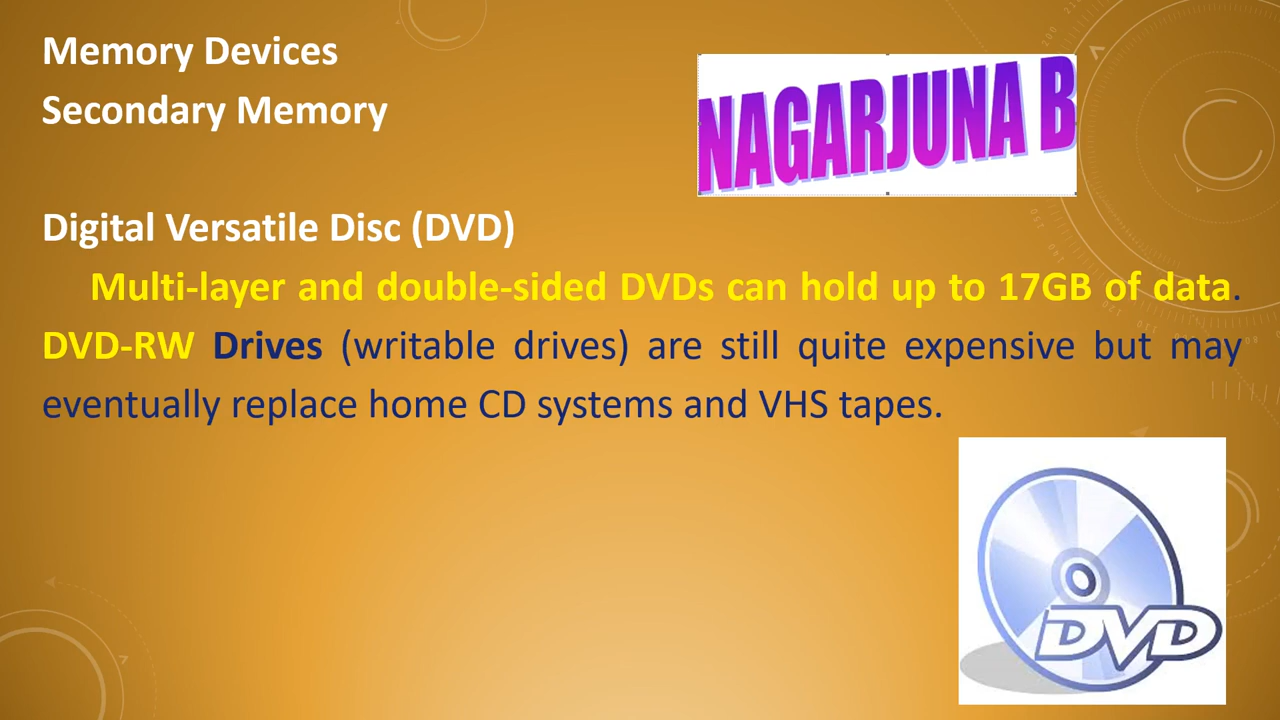 Memory Devices
Secondary Memory
NAGARJUNA B
Digital Versatile Disc (DVD)
Multi-layer and double-sided DVDs can hold up to 17GB of data.
DVD-RW Drives (writable drives) are still quite expensive but may
eventually replace home CD systems and VHS tapes.
DVD